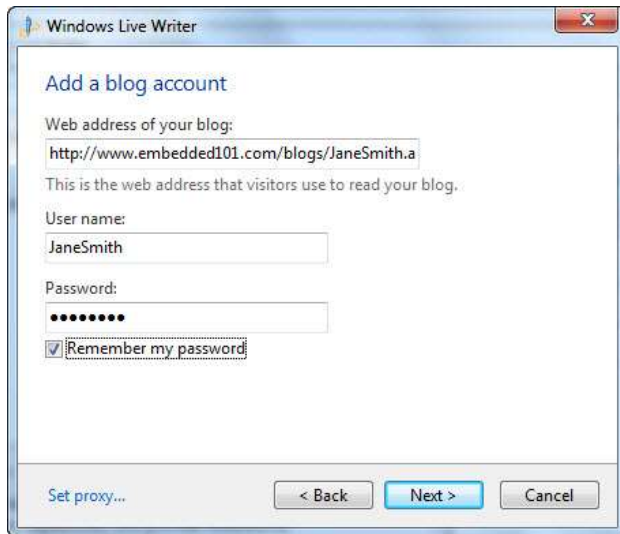 Windows Live Writer
Add a blog account
Web address of your blog:
http://www.embedded101.com/blogs/JaneSmith.a
This is the web address that visitors use to read your blog.
User name:
JaneSmith
Password:
●●●●●●●●
Remember my password
Set proxy... < Back Next > Cancel